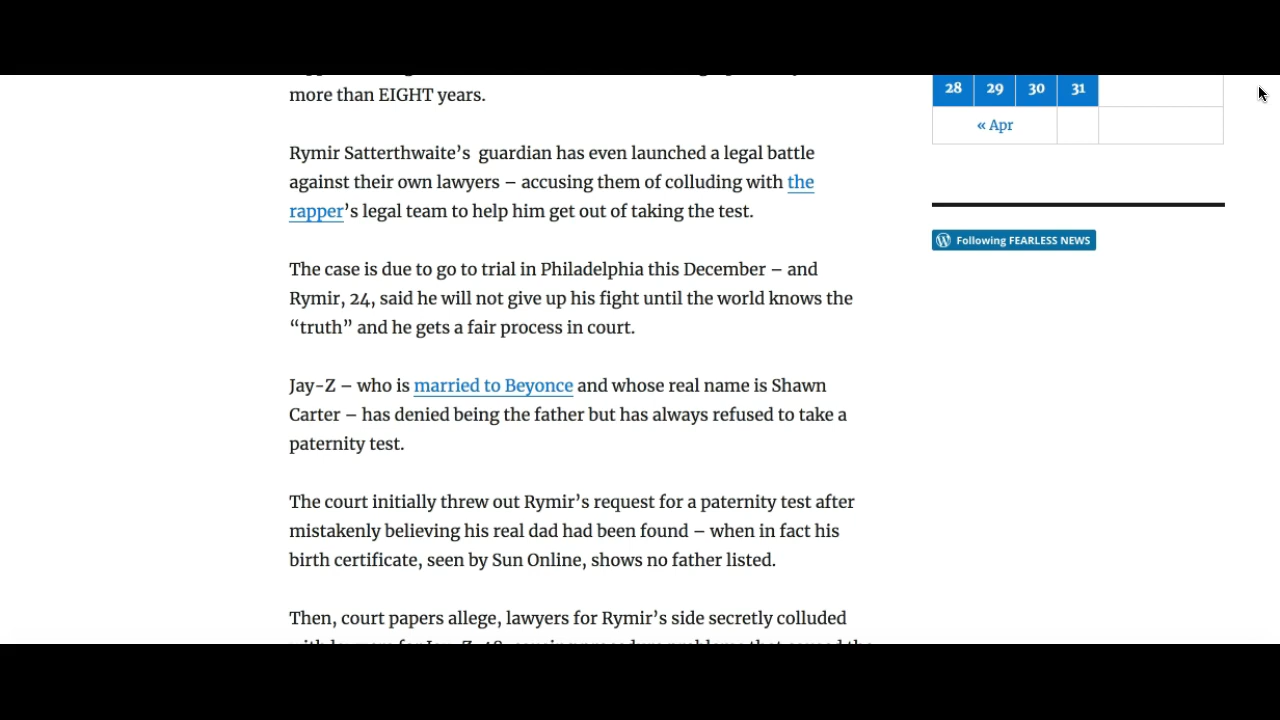 more than EIGHT years.
Rymir Satterthwaite’s  guardian has even launched a legal battle
against their own lawyers – accusing them of colluding with the
rapper’s legal team to help him get out of taking the test.
The case is due to go to trial in Philadelphia this December – and
Rymir, 24, said he will not give up his fight until the world knows the
“truth” and he gets a fair process in court.
Jay-Z – who is married to Beyonce and whose real name is Shawn
Carter – has denied being the father but has always refused to take a
paternity test.
The court initially threw out Rymir’s request for a paternity test after
mistakenly believing his real dad had been found – when in fact his
birth certificate, seen by Sun Online, shows no father listed.
Then, court papers allege, lawyers for Rymir’s side secretly colluded
28 29 30 31
« Apr
Following FEARLESS NEWS